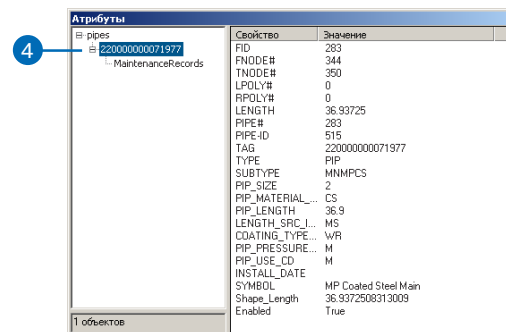 Атрибуты
4
pipes
220000000071977
MaintenanceRecords
1 объектов
Свойство Значение
FID 283
FNODE# 344
TNODE# 350
LPOLY# 0
RPOLY# 0
LENGTH 36.93725
PIPE# 283
PIPE-ID 515
TAG 220000000071977
TYPE PIP
SUBTYPE MNMPCS
PIP_SIZE 2
PIP_MATERIAL_... CS
PIP_LENGTH 36.9
LENGTH_SRC_I... MS
COATING_TYPE... WR
PIP_PRESSURE... M
PIP_USE_CD M
INSTALL_DATE
SYMBOL MP Coated Steel Main
Shape_Length 36.9372508313009
Enabled True